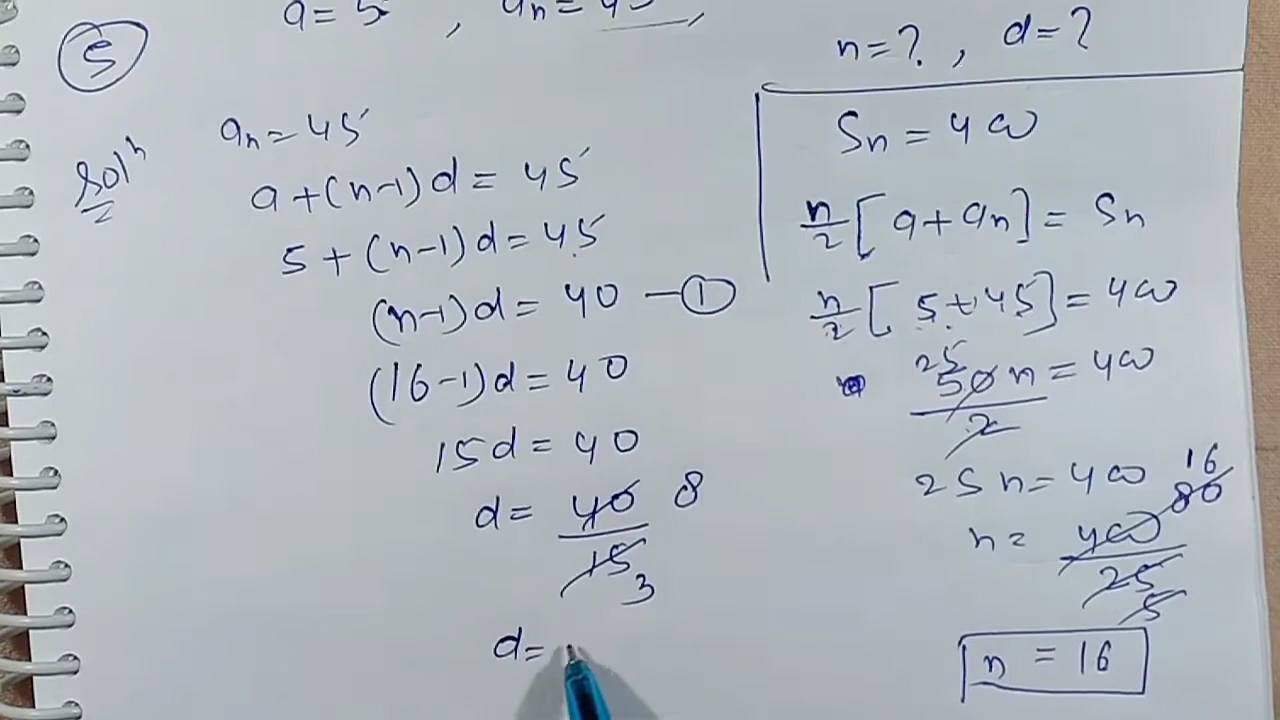 a = 5 , an = 45 ,
n = ? , d = ?
5
Solⁿ
an = 45
a + (n-1) d = 45
5 + (n-1) d = 45
(n-1) d = 40 — 1
(16-1) d = 40
15d = 40
d = 40/15 8 3
d =
Sn = 400
n/2 [ a + an ] = Sn
n/2 [ 5 + 45 ] = 400
25
50 n / 2 = 400
25 n = 400
n = 400/25 80 16 5
n = 16